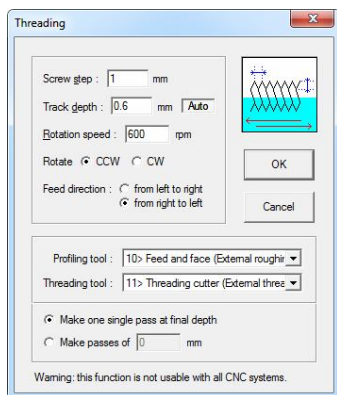 Threading
Screw step : 1 mm
Track depth : 0.6 mm Auto
Rotation speed : 600 rpm
Rotate CCW CW
Feed direction : from left to right
from right to left
OK
Cancel
Profiling tool : 10> Feed and face (External roughin
Threading tool : 11> Threading cutter (External threa
Make one single pass at final depth
Make passes of 0 mm
Warning: this function is not usable with all CNC systems.